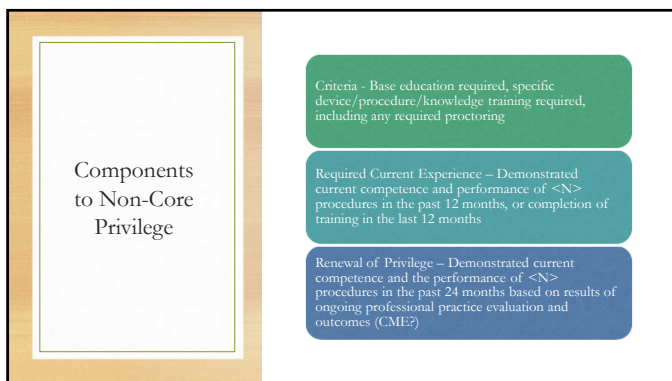 Components
to Non-Core
Privilege
Criteria - Base education required, specific
device/procedure/knowledge training required,
including any required proctoring
Required Current Experience – Demonstrated
current competence and performance of <N>
procedures in the past 12 months, or completion of
training in the last 12 months
Renewal of Privilege – Demonstrated current
competence and the performance of <N>
procedures in the past 24 months based on results of
ongoing professional practice evaluation and
outcomes (CME?)